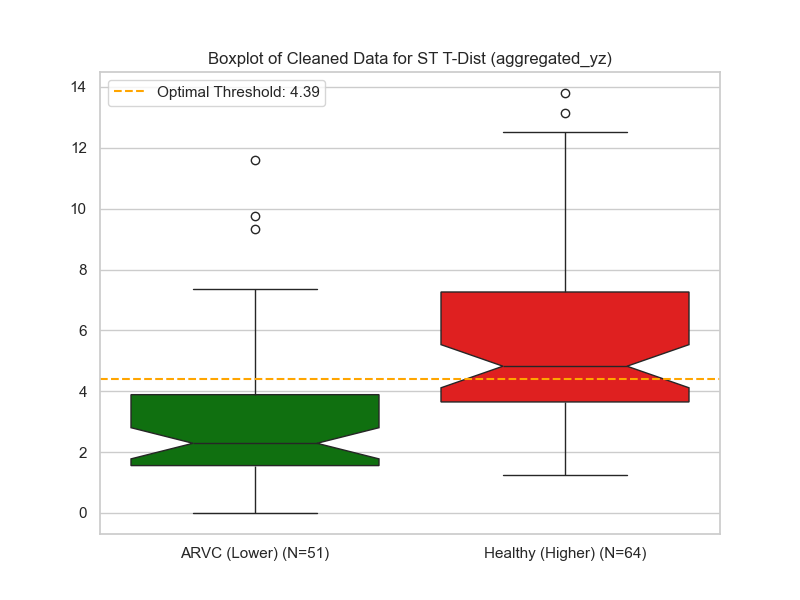 Boxplot of Cleaned Data for ST T-Dist (aggregated_yz)
Optimal Threshold: 4.39
14
12
10
8
6
4
2
0
ARVC (Lower) (N=51)
Healthy (Higher) (N=64)